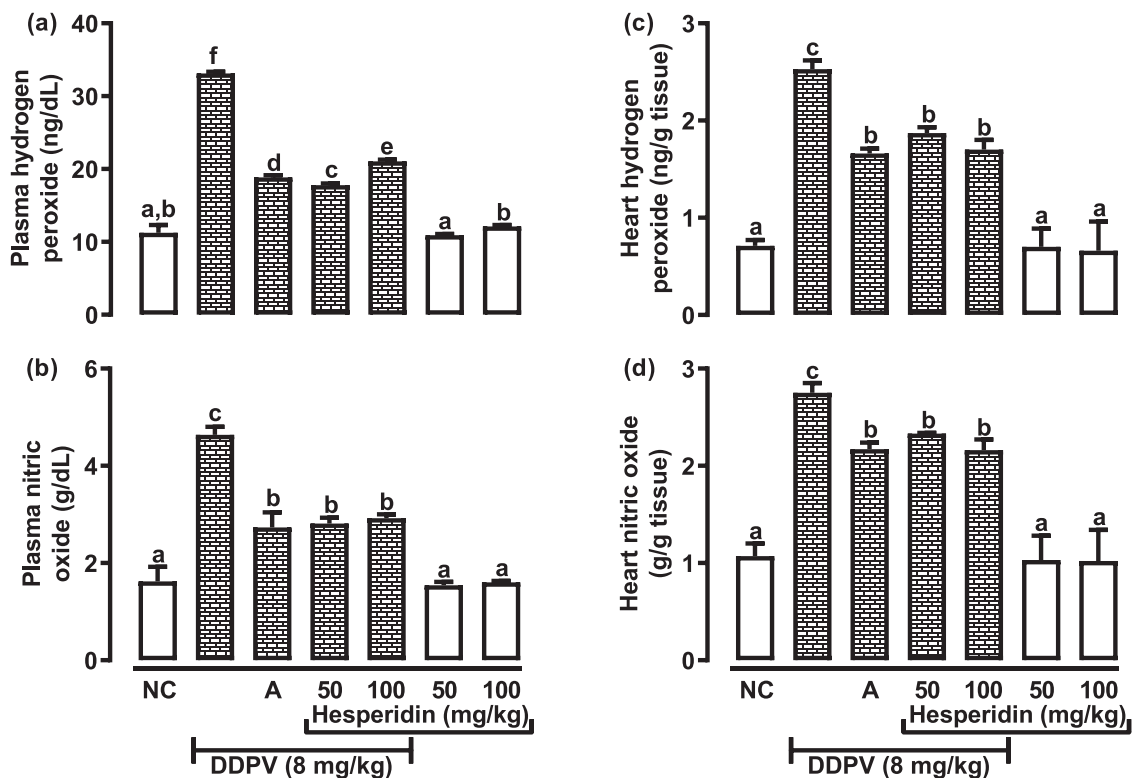 (a)
Plasma hydrogen
peroxide (ng/dL)
40
30
20
10
0
a,b
f
d
c
e
a
b
(c)
Heart hydrogen
peroxide (ng/g tissue)
3
2
1
0
a
c
b
b
b
a
a
(b)
Plasma nitric
oxide (g/dL)
6
4
2
0
a
c
b
b
b
a
a
NC
A
50
100
50
100
Hesperidin (mg/kg)
DDPV (8 mg/kg)
(d)
Heart nitric oxide
(g/g tissue)
3
2
1
0
a
c
b
b
b
a
a
NC
A
50
100
50
100
Hesperidin (mg/kg)
DDPV (8 mg/kg)